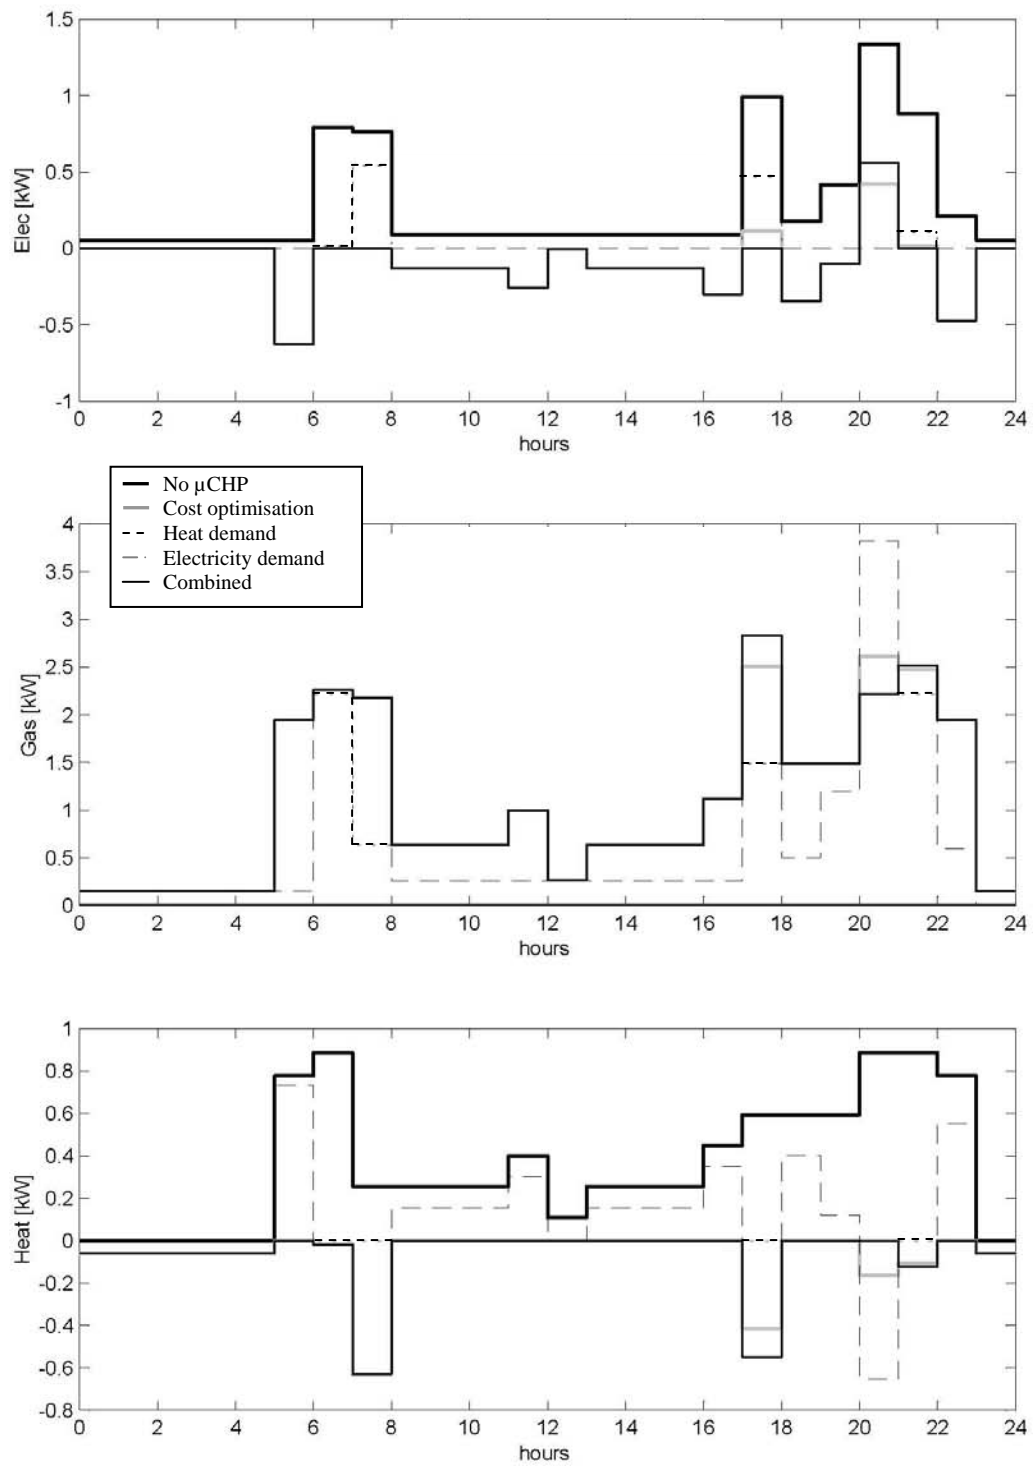 1.5
1
0.5
0
-0.5
-1
Elec [kW]
0 2 4 6 8 10 12 14 16 18 20 22 24
hours
No µCHP
Cost optimisation
Heat demand
Electricity demand
Combined
4
3.5
3
2.5
2
1.5
1
0.5
0
Gas [kW]
0 2 4 6 8 10 12 14 16 18 20 22 24
hours
1
0.8
0.6
0.4
0.2
0
-0.2
-0.4
-0.6
-0.8
Heat [kW]
0 2 4 6 8 10 12 14 16 18 20 22 24
hours